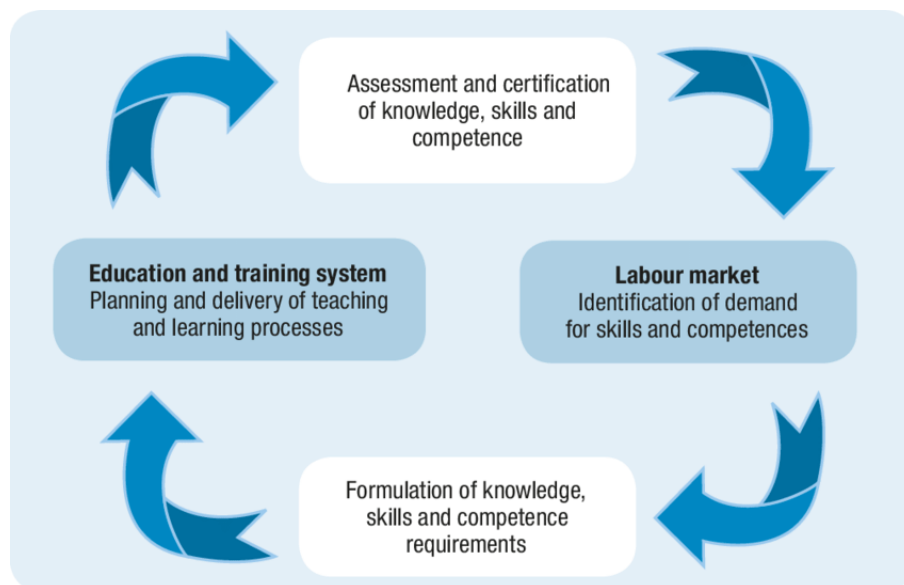 Assessment and certification
of knowledge, skills and
competence
Education and training system
Planning and delivery of teaching
and learning processes
Labour market
Identification of demand
for skills and competences
Formulation of knowledge,
skills and competence
requirements